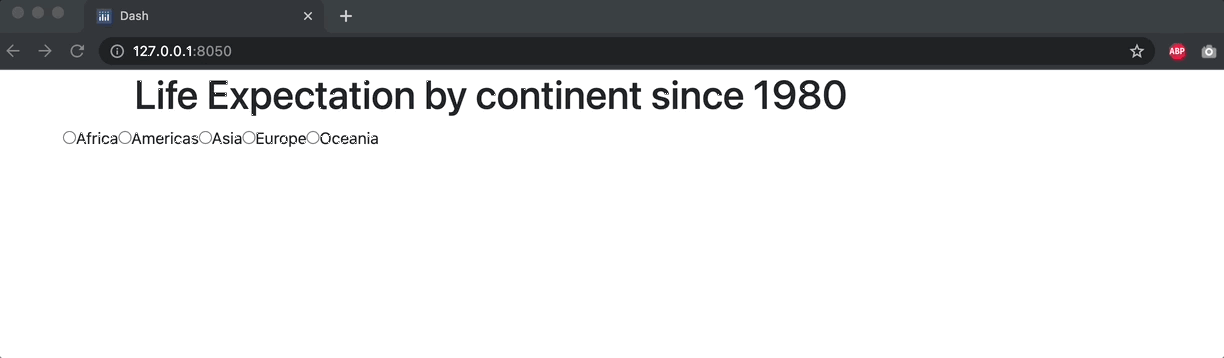 Dash
127.0.0.1:8050
ABP
Life Expectation by continent since 1980
Africa Americas Asia Europe Oceania